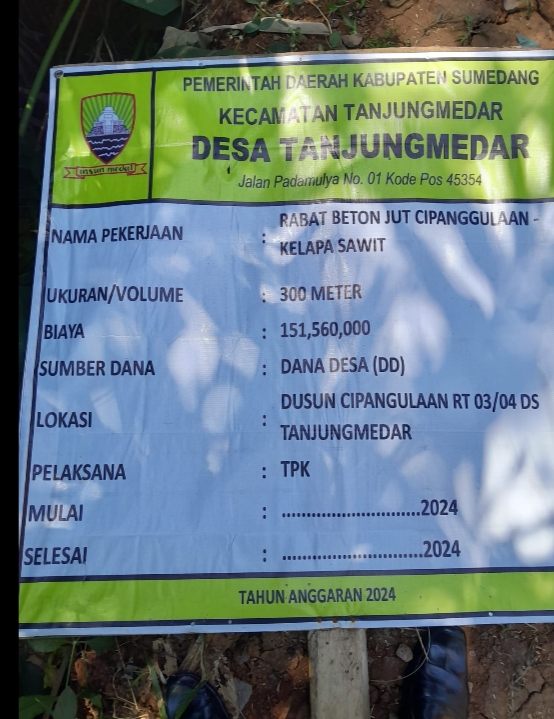 PEMERINTAH DAERAH KABUPATEN SUMEDANG
KECAMATAN TANJUNGMEDAR
DESA TANJUNGMEDAR
Jalan Padamulya No. 01 Kode Pos 45354
insun medal
NAMA PEKERJAAN : RABAT BETON JUT CIPANGGULAAN -
KELAPA SAWIT
UKURAN/VOLUME : 300 METER
BIAYA : 151,560,000
SUMBER DANA : DANA DESA (DD)
LOKASI : DUSUN CIPANGULAAN RT 03/04 DS
TANJUNGMEDAR
PELAKSANA : TPK
MULAI : ............................2024
SELESAI : ............................2024
TAHUN ANGGARAN 2024